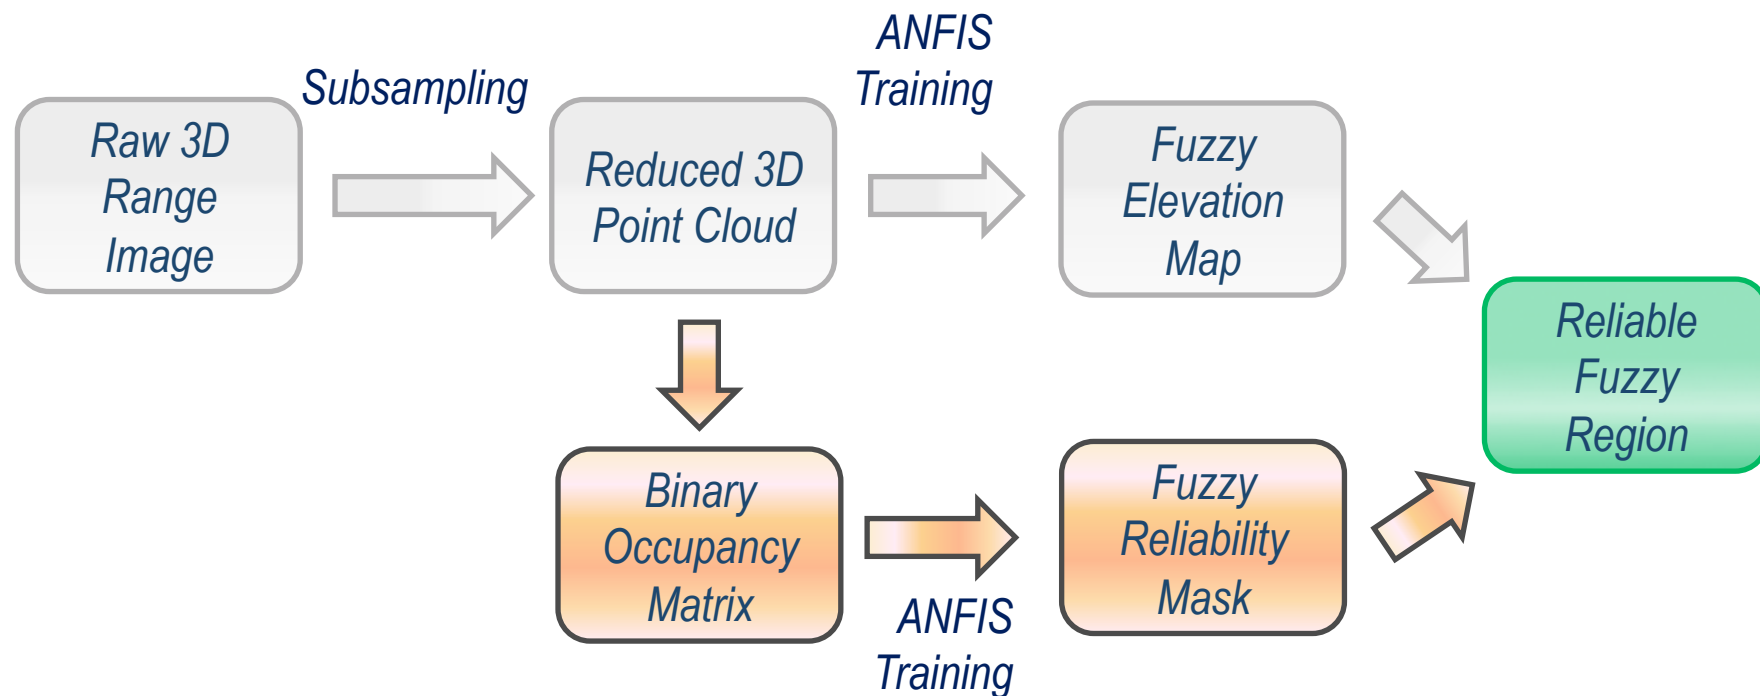 Subsampling
ANFIS
Training
Raw 3D
Range
Image
Reduced 3D
Point Cloud
Fuzzy
Elevation
Map
Reliable
Fuzzy
Region
Binary
Occupancy
Matrix
ANFIS
Training
Fuzzy
Reliability
Mask